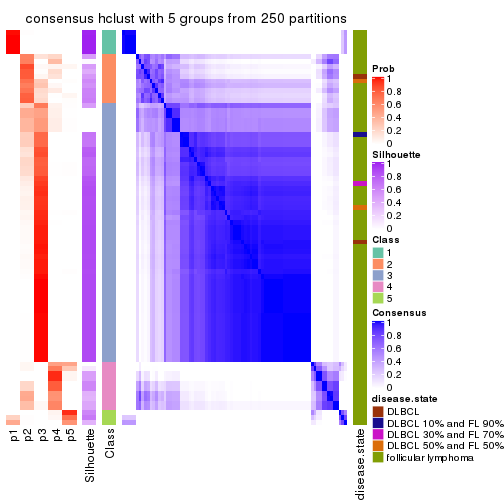 consensus hclust with 5 groups from 250 partitions
Prob
1
0.8
0.6
0.4
0.2
0
Silhouette
1
0.8
0.6
0.4
0.2
0
Class
1
2
3
4
5
Consensus
1
0.8
0.6
0.4
0.2
0
disease.state
DLBCL
DLBCL 10% and FL 90%
DLBCL 30% and FL 70%
DLBCL 50% and FL 50%
follicular lymphoma
p1
p2
p3
p4
p5
Silhouette
Class
disease.state